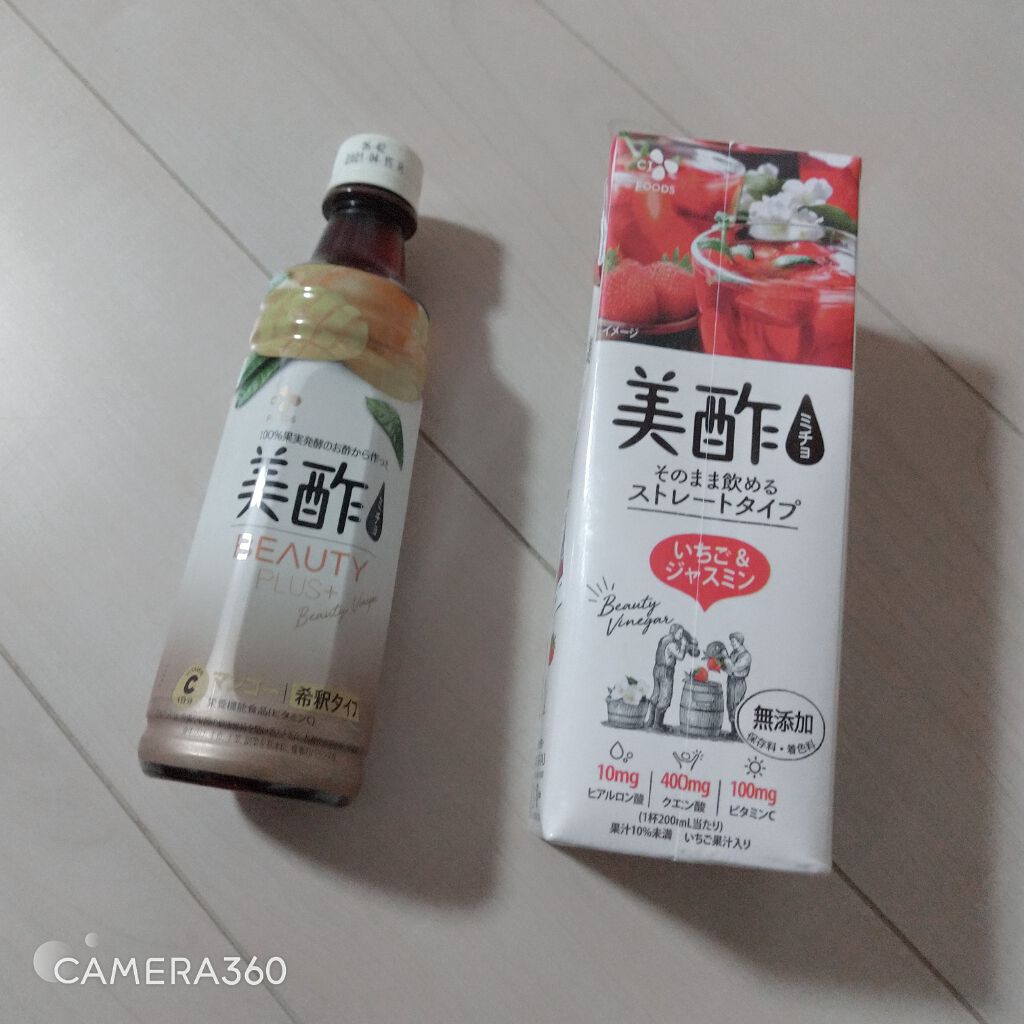 2021.04.15
CJ
FOODS
100%果実発酵のお酢から作った
美酢
BEAUTY
PLUS+
Beauty Vinegar
C
マンゴー
希釈タイプ
栄養機能食品(ビタミンC)
CJ
FOODS
イメージ
美酢
ミチョ
そのまま飲める
ストレートタイプ
いちご&
ジャスミン
Beauty
Vinegar
無添加
保存料・着色料
10mg
ヒアルロン酸
400mg
クエン酸
100mg
ビタミンC
(1杯200mL当たり)
果汁10%未満 いちご果汁入り
CAMERA360